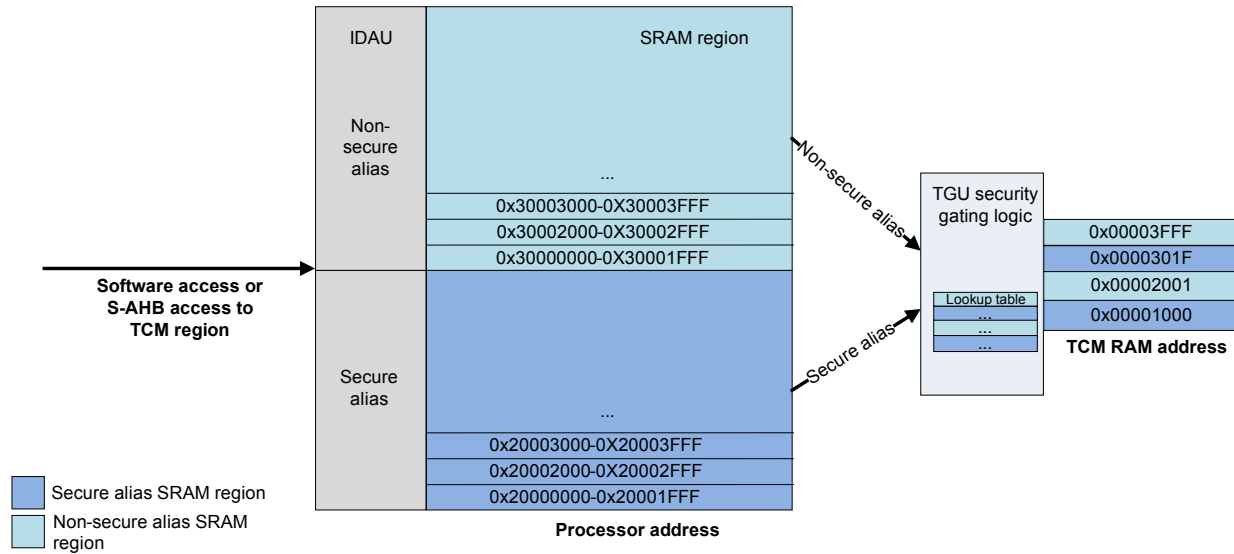 IDAU
SRAM region
Non-
secure
alias
...
0x30003000-0X30003FFF
0x30002000-0X30002FFF
0x30000000-0X30001FFF
Software access or
S-AHB access to
TCM region
Secure
alias
...
0x20003000-0X20003FFF
0x20002000-0X20002FFF
0x20000000-0x20001FFF
Processor address
Non-secure alias
Secure alias
TGU security
gating logic
Lookup table
...
...
...
0x00003FFF
0x0000301F
0x00002001
0x00001000
TCM RAM address
Secure alias SRAM region
Non-secure alias SRAM
region